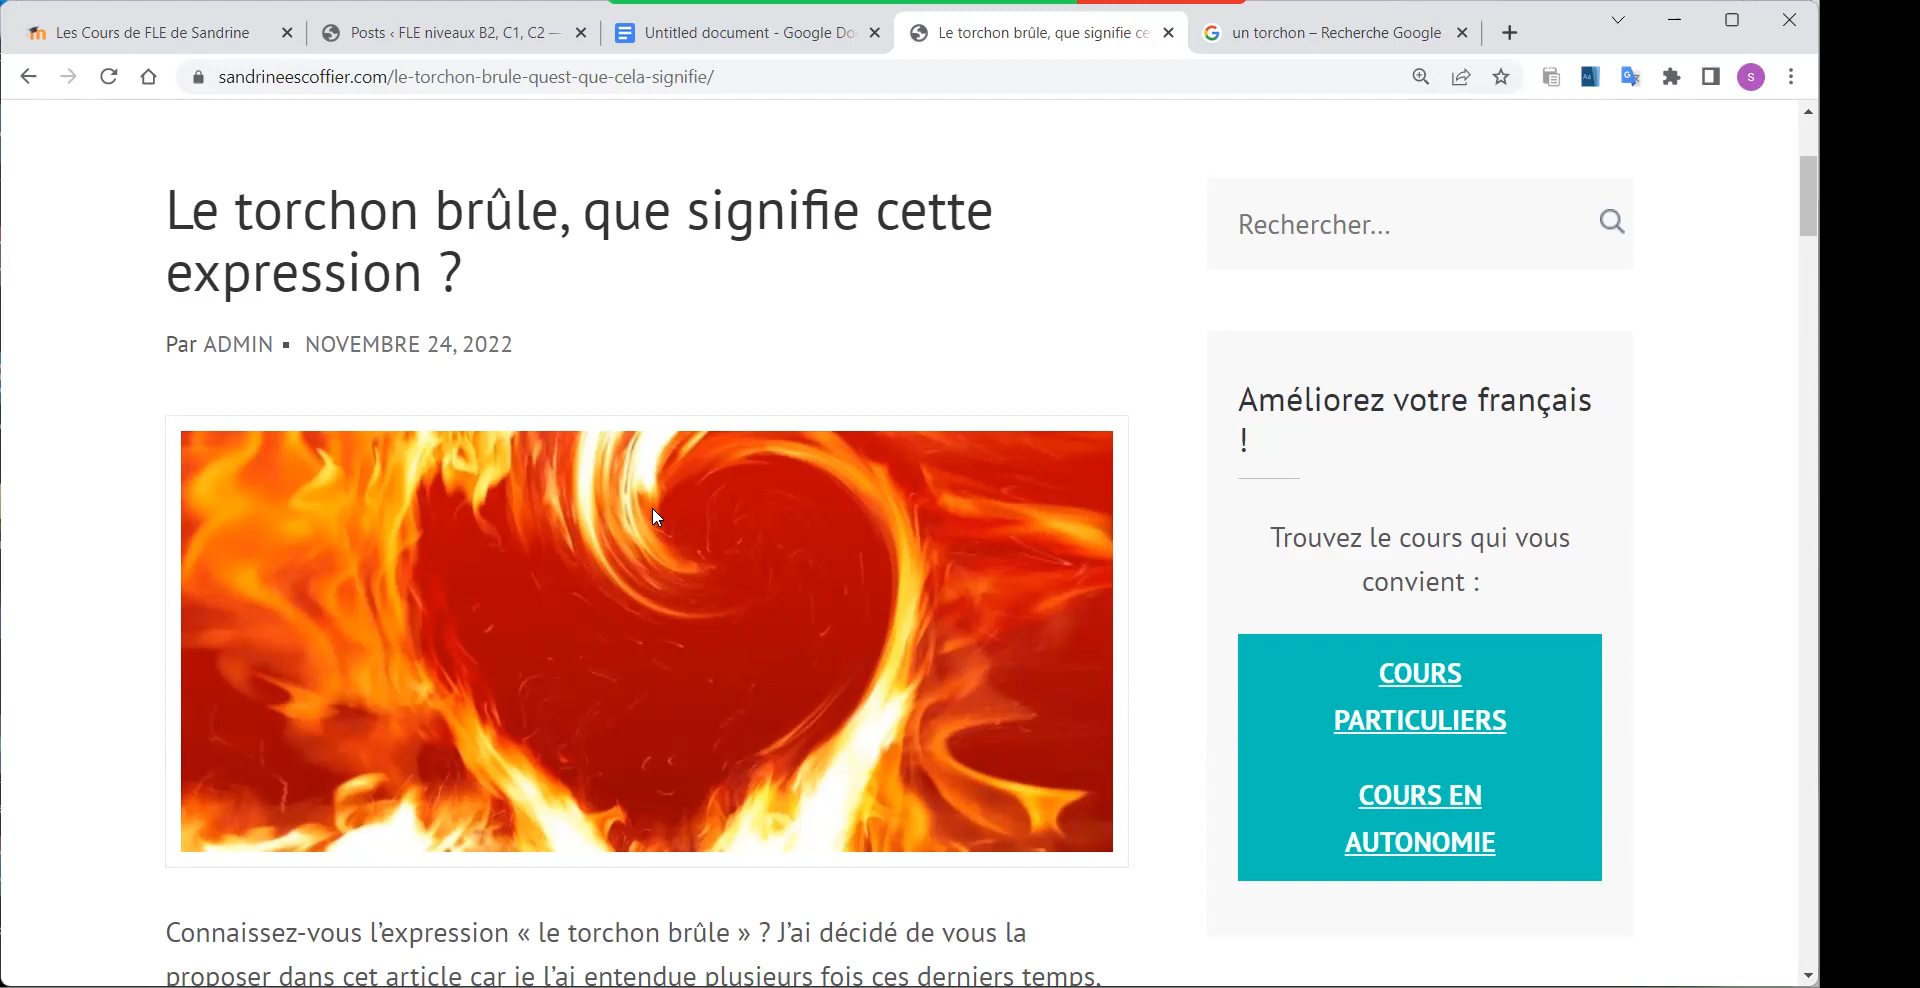 Les Cours de FLE de Sandrine
Posts ‹ FLE niveaux B2, C1, C2 —
Untitled document - Google Do
Le torchon brûle, que signifie ce
un torchon – Recherche Google
sandrineescoffier.com/le-torchon-brule-quest-que-cela-signifie/
S
Le torchon brûle, que signifie cette
expression ?
Par ADMIN ▪ NOVEMBRE 24, 2022
Connaissez-vous l’expression « le torchon brûle » ? J’ai décidé de vous la
proposer dans cet article car je l’ai entendue plusieurs fois ces derniers temps,
Rechercher...
Améliorez votre français
!
Trouvez le cours qui vous
convient :
COURS
PARTICULIERS
COURS EN
AUTONOMIE